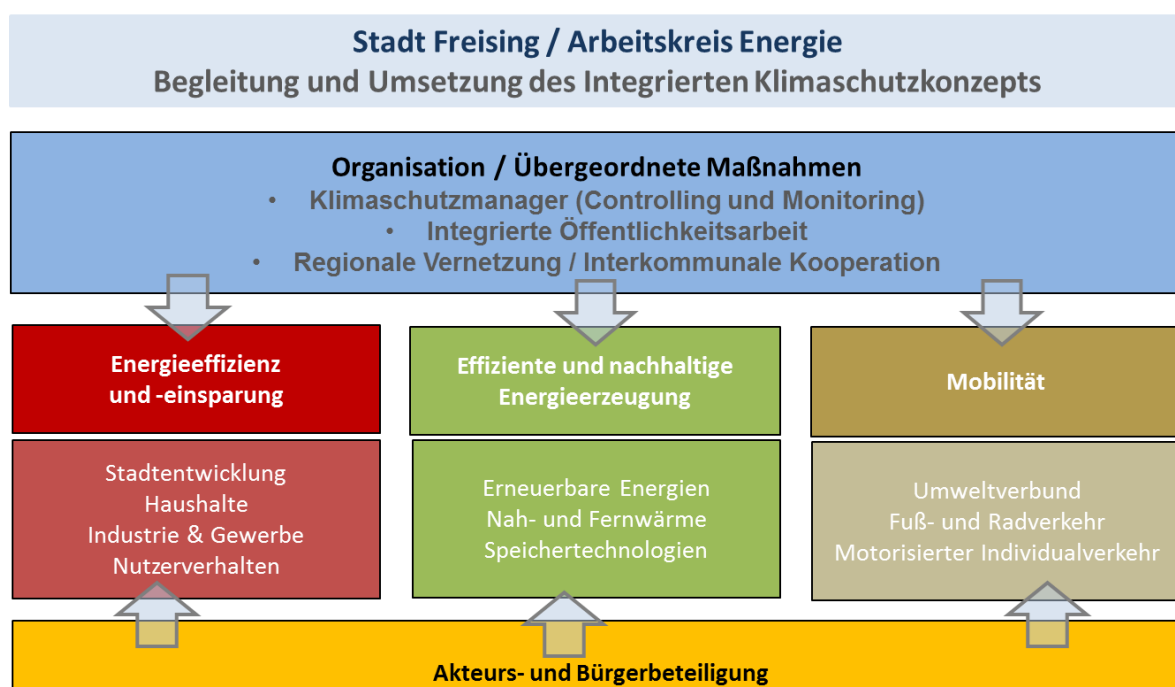 Stadt Freising / Arbeitskreis Energie
Begleitung und Umsetzung des Integrierten Klimaschutzkonzepts
Organisation / Übergeordnete Maßnahmen
• Klimaschutzmanager (Controlling und Monitoring)
• Integrierte Öffentlichkeitsarbeit
• Regionale Vernetzung / Interkommunale Kooperation
Energieeffizienz
und -einsparung
Stadtentwicklung
Haushalte
Industrie & Gewerbe
Nutzerverhalten
Effiziente und nachhaltige
Energieerzeugung
Erneuerbare Energien
Nah- und Fernwärme
Speichertechnologien
Mobilität
Umweltverbund
Fuß- und Radverkehr
Motorisierter Individualverkehr
Akteurs- und Bürgerbeteiligung